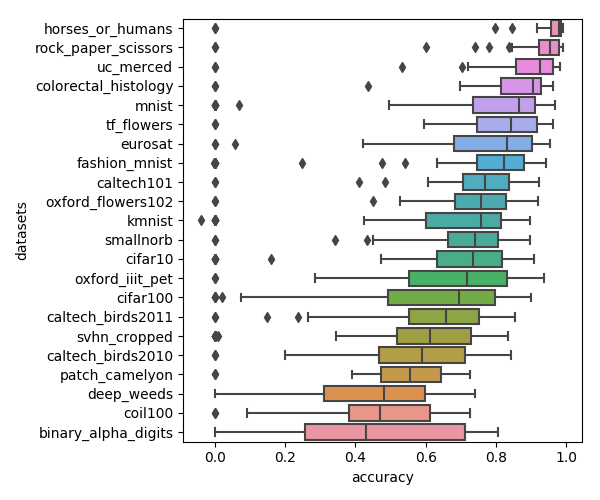 horses_or_humans
rock_paper_scissors
uc_merced
colorectal_histology
mnist
tf_flowers
eurosat
fashion_mnist
caltech101
oxford_flowers102
kmnist
smallnorb
cifar10
oxford_iiit_pet
cifar100
caltech_birds2011
svhn_cropped
caltech_birds2010
patch_camelyon
deep_weeds
coil100
binary_alpha_digits
datasets
0.0 0.2 0.4 0.6 0.8 1.0
accuracy